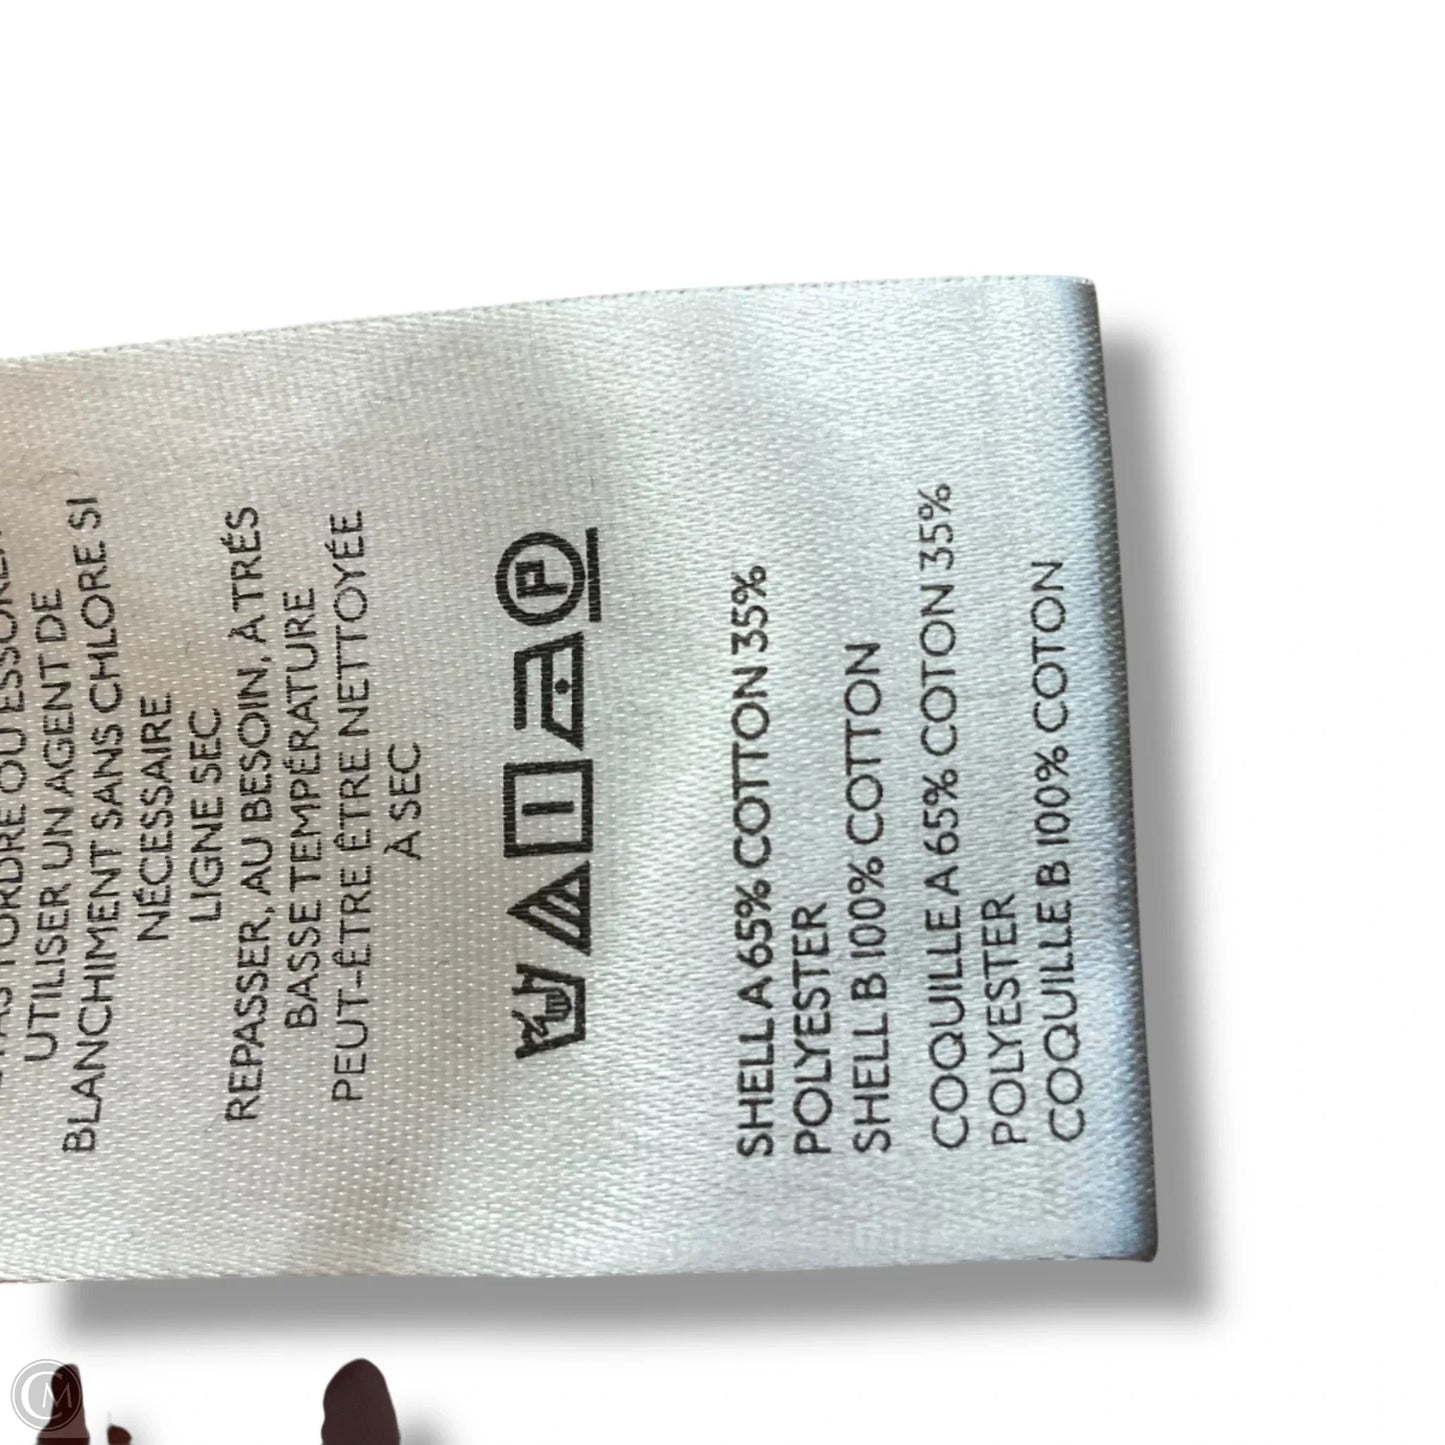 UTILISER UN AGENT DE
BLANCHIMENT SANS CHLORE SI
NÉCESSAIRE
LIGNE SEC
REPASSER, AU BESOIN, À TRÉS
BASSE TEMPÉRATURE
PEUT-ÊTRE ÊTRE NETTOYÉE
À SEC
P
SHELL A 65% COTTON 35%
POLYESTER
SHELL B 100% COTTON
COQUILLE A 65% COTON 35%
POLYESTER
COQUILLE B 100% COTON
CM